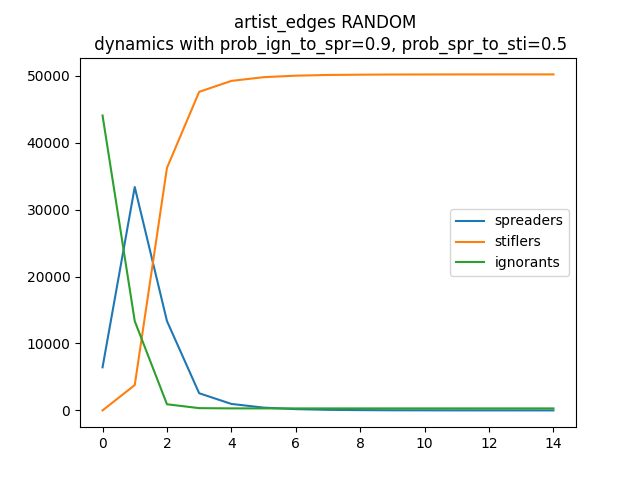 artist_edges RANDOM
dynamics with prob_ign_to_spr=0.9, prob_spr_to_sti=0.5
50000
40000
30000
20000
10000
0
spreaders
stiflers
ignorants
0 2 4 6 8 10 12 14